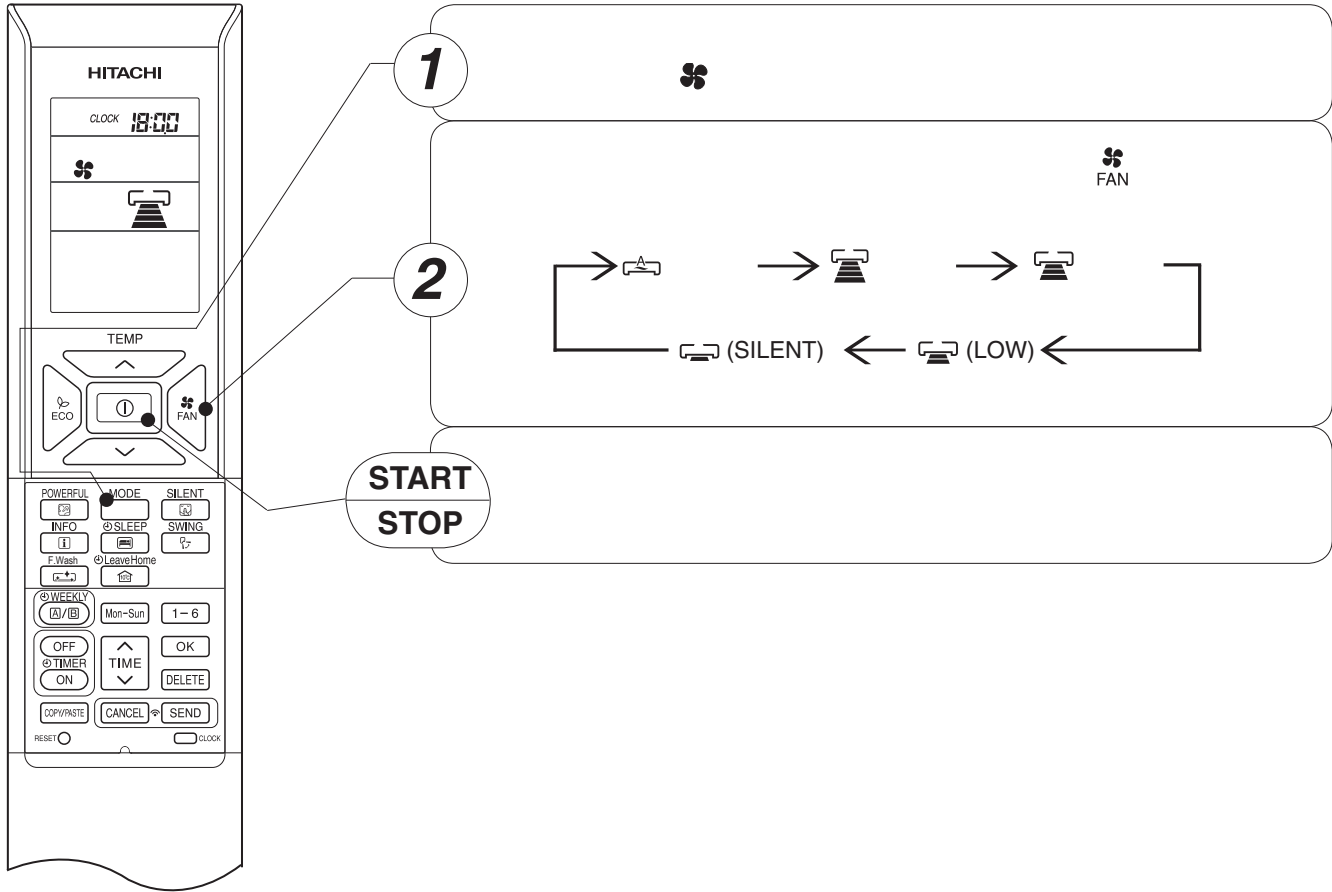 HITACHI
CLOCK 18:00
TEMP
ECO
FAN
POWERFUL MODE SILENT
INFO SLEEP SWING
F.Wash LeaveHome
10°C
WEEKLY
A/B Mon-Sun 1-6
OFF
TIMER
ON
TIME
OK
DELETE
COPY/PASTE CANCEL SEND
RESET CLOCK
1
2
FAN
A
(SILENT) (LOW)
START
STOP